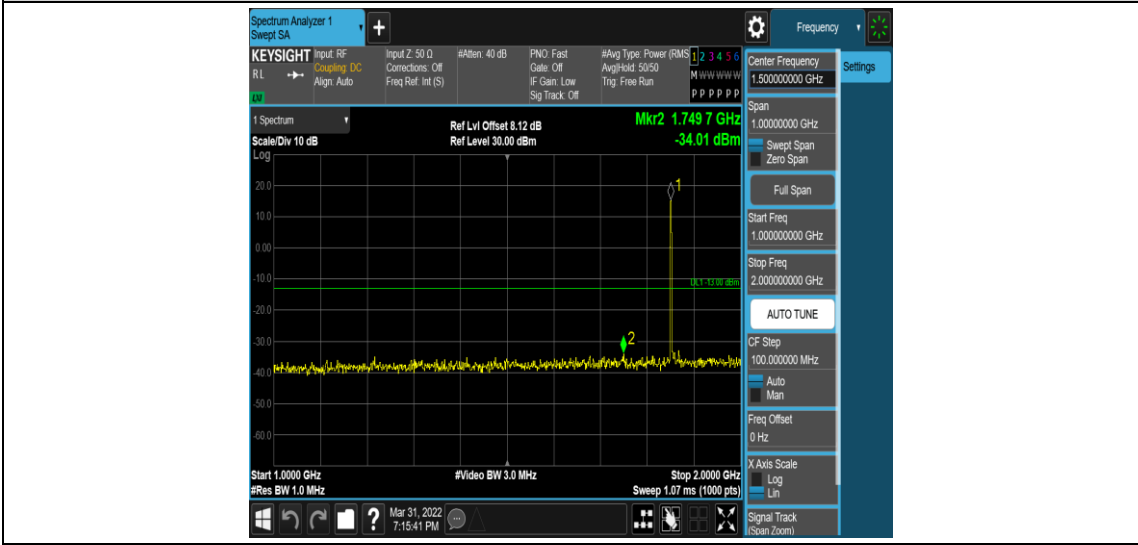 Spectrum Analyzer 1
Swept SA
+
Frequency
KEYSIGHT
RL
LXI
Input: RF
Coupling: DC
Align: Auto
Input Z: 50 Ω
Corrections: Off
Freq Ref: Int (S)
#Atten: 40 dB
PNO: Fast
Gate: Off
IF Gain: Low
Sig Track: Off
#Avg Type: Power (RMS
Avg|Hold: 50/50
Trig: Free Run
1 2 3 4 5 6
M W W W W W
P P P P P P
1 Spectrum
Scale/Div 10 dB
Log
Ref Lvl Offset 8.12 dB
Ref Level 30.00 dBm
Mkr2 1.749 7 GHz
-34.01 dBm
1
20.0
10.0
0.00
-10.0
DL1 -13.00 dBm
-20.0
2
-30.0
-40.0
-50.0
-60.0
Start 1.0000 GHz
#Res BW 1.0 MHz
#Video BW 3.0 MHz
Stop 2.0000 GHz
Sweep 1.07 ms (1000 pts)
Center Frequency
1.500000000 GHz
Settings
Span
1.00000000 GHz
Swept Span
Zero Span
Full Span
Start Freq
1.000000000 GHz
Stop Freq
2.000000000 GHz
AUTO TUNE
CF Step
100.000000 MHz
Auto
Man
Freq Offset
0 Hz
X Axis Scale
Log
Lin
Signal Track
(Span Zoom)
?
Mar 31, 2022
7:15:41 PM